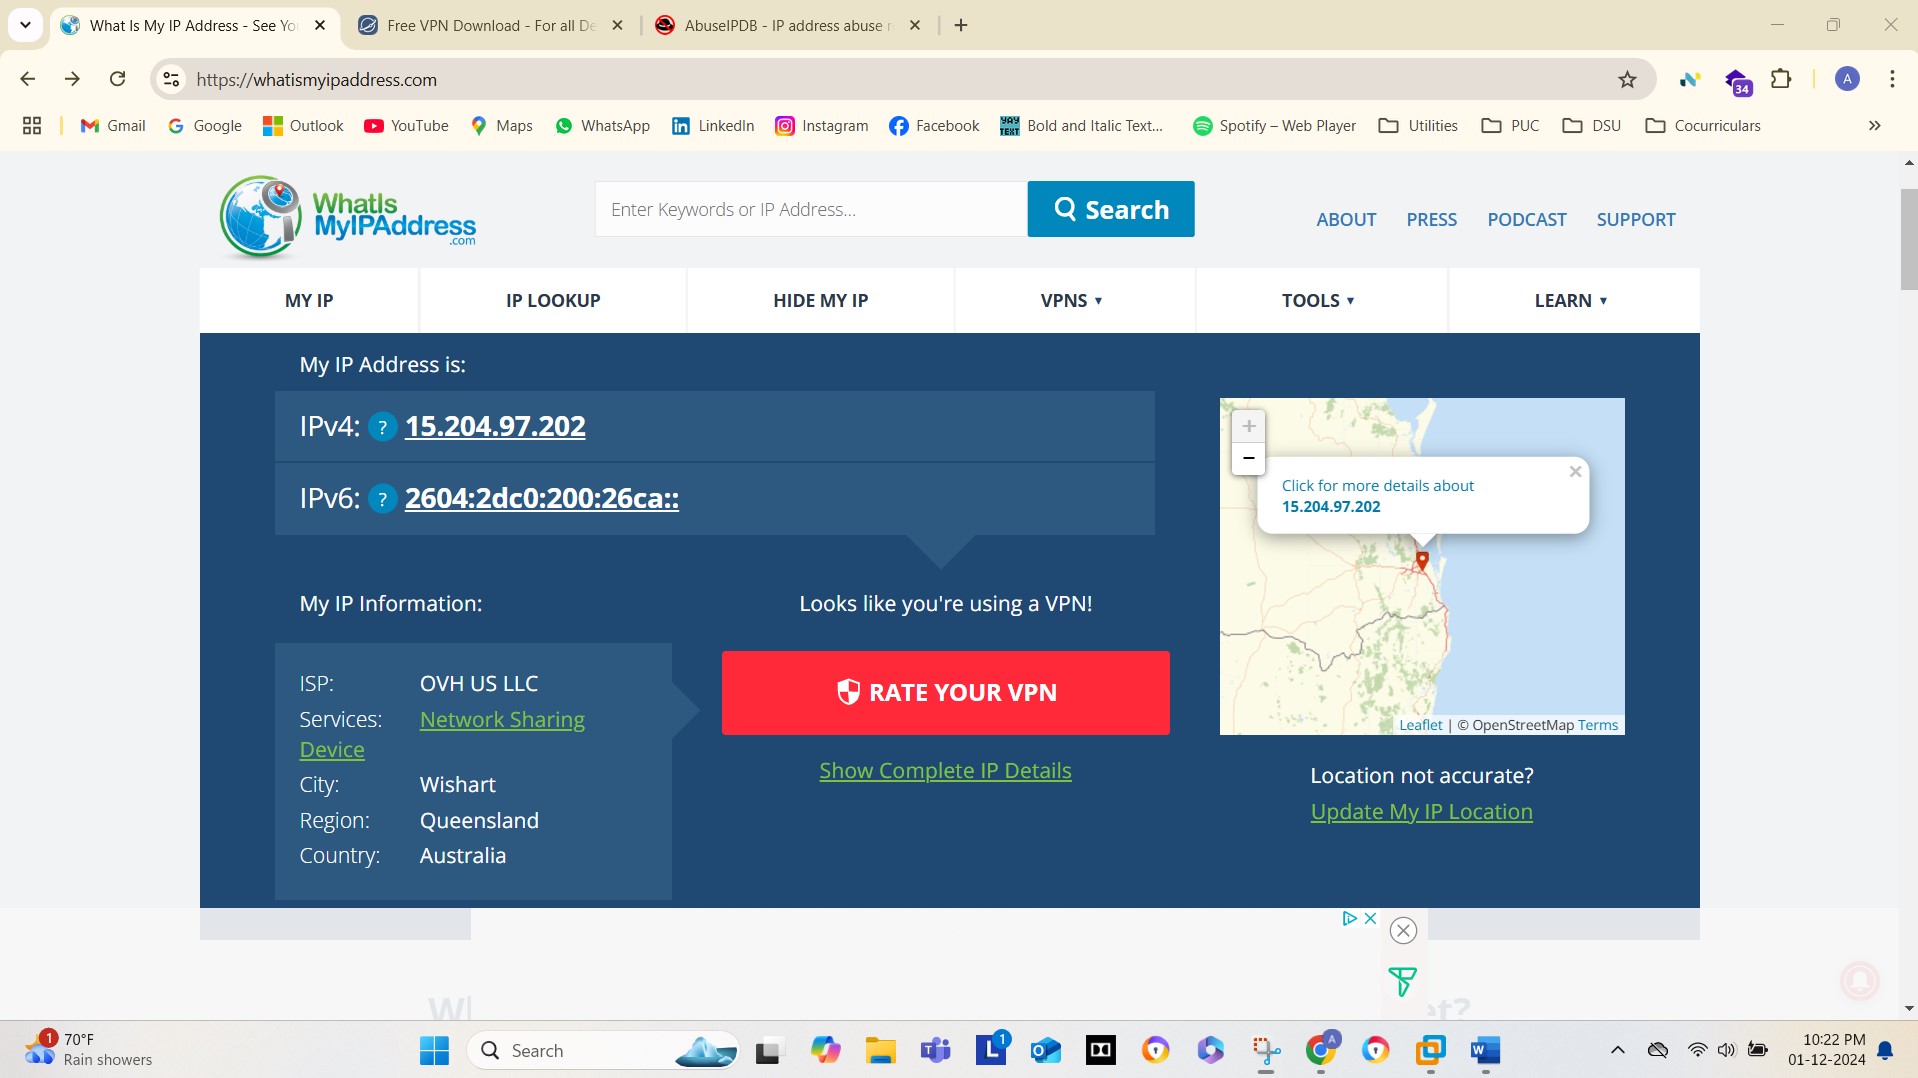 What Is My IP Address - See Yo
Free VPN Download - For all De
AbuseIPDB - IP address abuse r
https://whatismyipaddress.com
34
A
Gmail
Google
Outlook
YouTube
Maps
WhatsApp
LinkedIn
Instagram
Facebook
YAY TEXT
Bold and Italic Text...
Spotify – Web Player
Utilities
PUC
DSU
Cocurriculars
WhatIs
MyIPAddress
.com
Enter Keywords or IP Address...
Search
ABOUT
PRESS
PODCAST
SUPPORT
MY IP
IP LOOKUP
HIDE MY IP
VPNS
TOOLS
LEARN
My IP Address is:
IPv4: ? 15.204.97.202
IPv6: ? 2604:2dc0:200:26ca::
Click for more details about
15.204.97.202
Leaflet | © OpenStreetMap Terms
My IP Information:
Looks like you're using a VPN!
ISP: OVH US LLC
Services: Network Sharing
Device
City: Wishart
Region: Queensland
Country: Australia
RATE YOUR VPN
Show Complete IP Details
Location not accurate?
Update My IP Location
1
70°F
Rain showers
Search
1
A
10:22 PM
01-12-2024